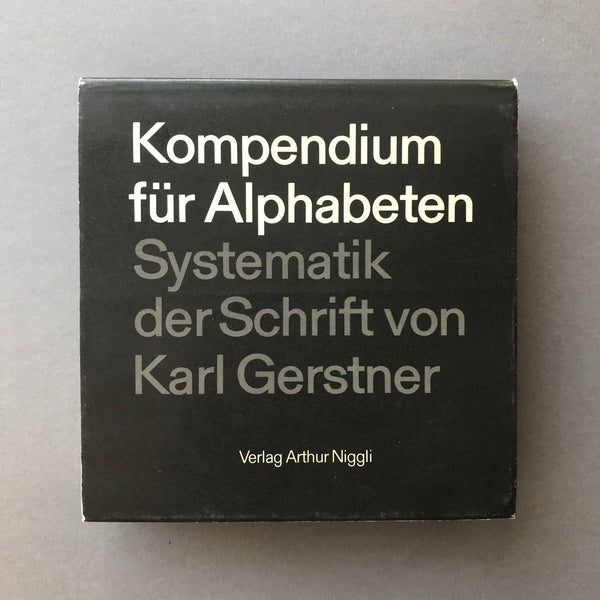 Kompendium
für Alphabeten
Systematik
der Schrift von
Karl Gerstner
Verlag Arthur Niggli